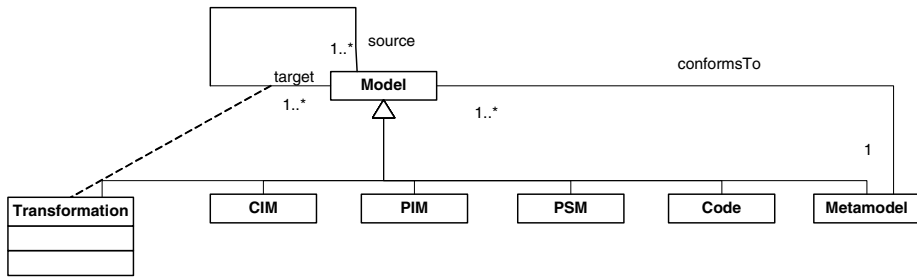 source
1..*
conformsTo
target
Model
1..*
1..*
1
Transformation
CIM
PIM
PSM
Code
Metamodel